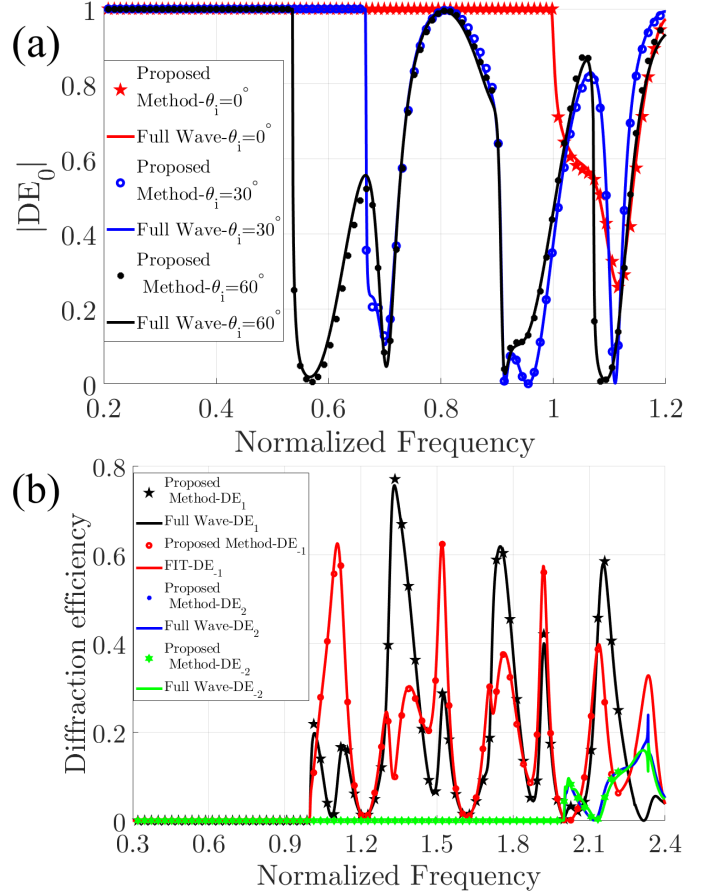 (a)
1
0.8
0.6
0.4
0.2
0
|DE₀|
Proposed
Method-θᵢ=0°
Full Wave-θᵢ=0°
Proposed
Method-θᵢ=30°
Full Wave-θᵢ=30°
Proposed
Method-θᵢ=60°
Full Wave-θᵢ=60°
0.2 0.4 0.6 0.8 1 1.2
Normalized Frequency
(b)
0.8
0.6
0.4
0.2
0
Diffraction efficiency
Proposed
Method-DE₁
Full Wave-DE₁
Proposed Method-DE₋₁
FIT-DE₋₁
Proposed
Method-DE₂
Full Wave-DE₂
Proposed
Method-DE₋₂
Full Wave-DE₋₂
0.3 0.6 0.9 1.2 1.5 1.8 2.1 2.4
Normalized Frequency